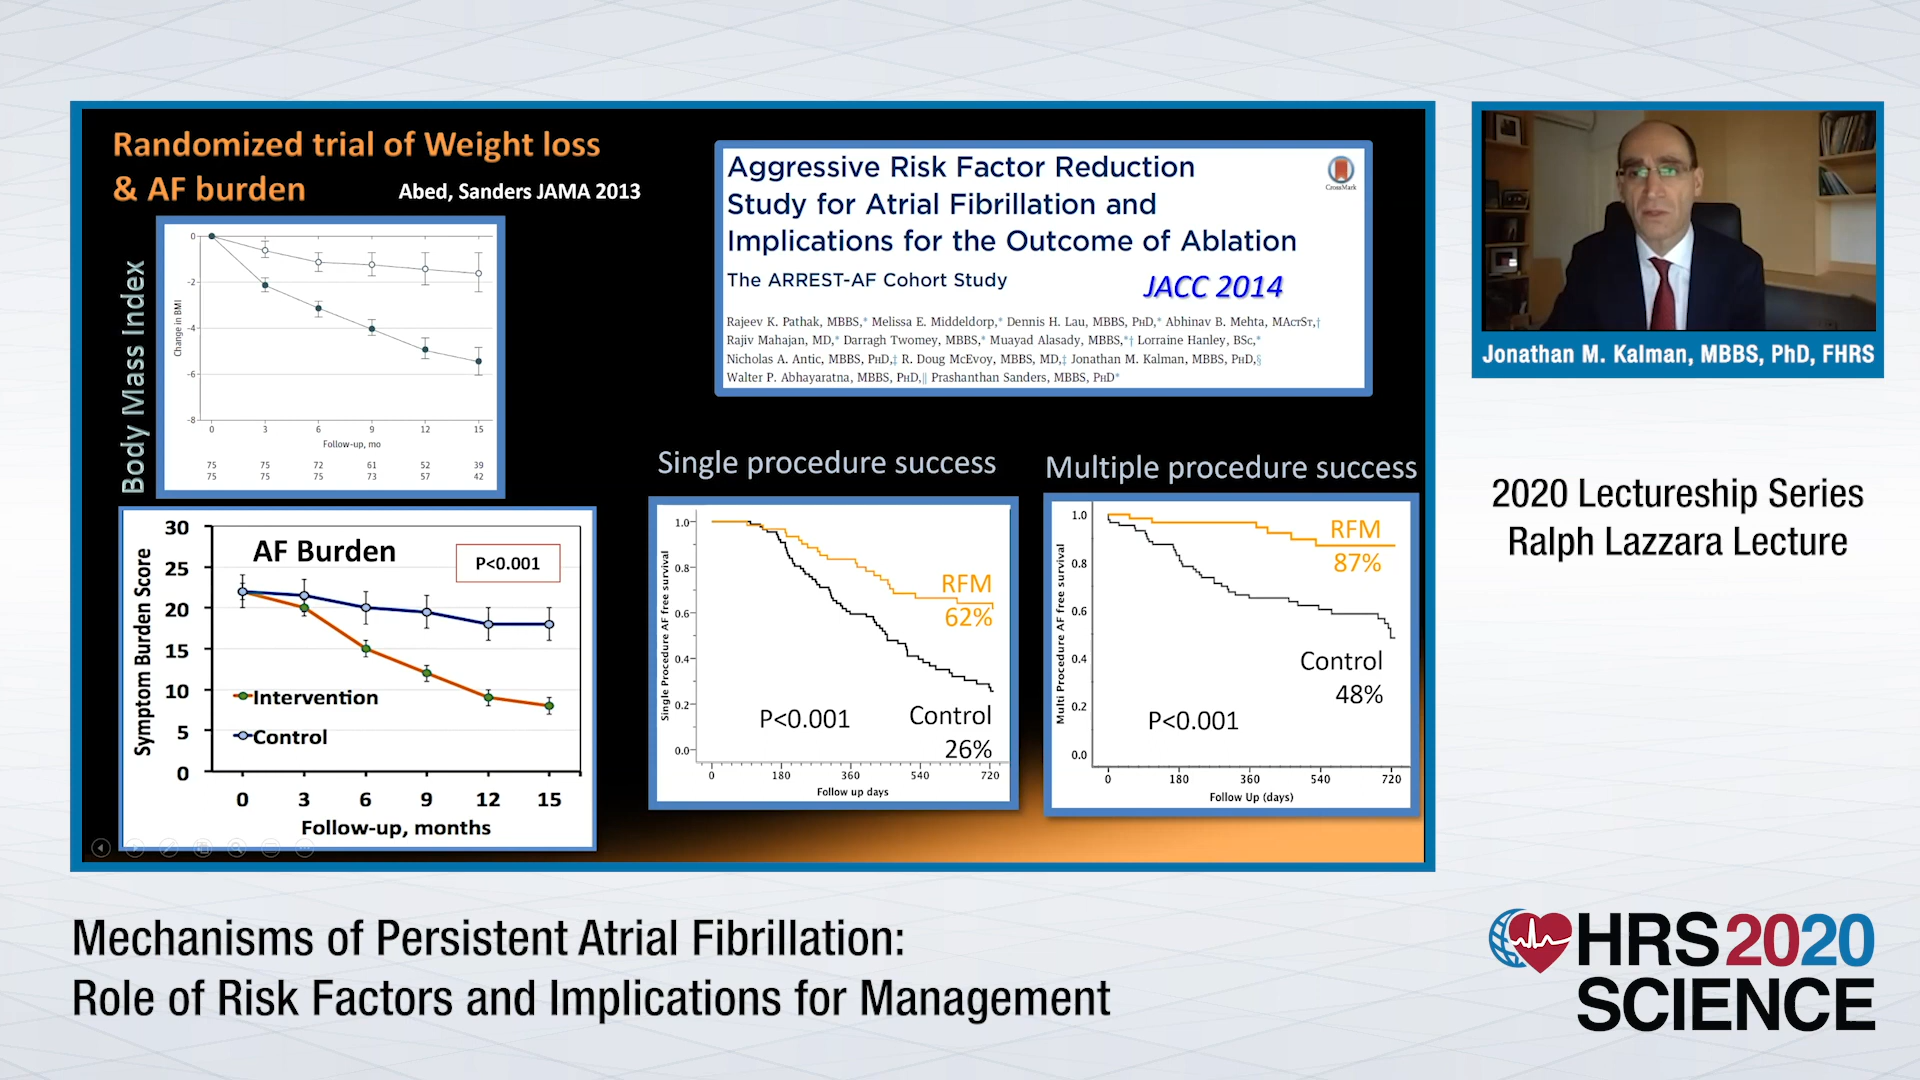 Randomized trial of Weight loss
& AF burden
Abed, Sanders JAMA 2013
Body Mass Index
Change in BMI
0
-2
-4
-6
-8
0 3 6 9 12 15
Follow-up, mo
75 75 72 61 52 39
75 75 75 73 57 42
AF Burden
P<0.001
Symptom Burden Score
30
25
20
15
10
5
0
Intervention
Control
0 3 6 9 12 15
Follow-up, months
Aggressive Risk Factor Reduction
Study for Atrial Fibrillation and
Implications for the Outcome of Ablation
CrossMark
The ARREST-AF Cohort Study
JACC 2014
Rajeev K. Pathak, MBBS,* Melissa E. Middeldorp,* Dennis H. Lau, MBBS, PhD,* Abhinav B. Mehta, MActSt,†
Rajiv Mahajan, MD,* Darragh Twomey, MBBS,* Muayad Alasady, MBBS,*† Lorraine Hanley, BSc,*
Nicholas A. Antic, MBBS, PhD,‡ R. Doug McEvoy, MBBS, MD,‡ Jonathan M. Kalman, MBBS, PhD,§
Walter P. Abhayaratna, MBBS, PhD,|| Prashanthan Sanders, MBBS, PhD*
Single procedure success
Single Procedure AF free survival
1.0
0.8
0.6
0.4
0.2
0.0
RFM
62%
P<0.001
Control
26%
0 180 360 540 720
Follow up days
Multiple procedure success
Multi Procedure AF free survival
1.0
0.8
0.6
0.4
0.2
0.0
RFM
87%
Control
48%
P<0.001
0 180 360 540 720
Follow Up (days)
Jonathan M. Kalman, MBBS, PhD, FHRS
2020 Lectureship Series
Ralph Lazzara Lecture
Mechanisms of Persistent Atrial Fibrillation:
Role of Risk Factors and Implications for Management
HRS2020
SCIENCE